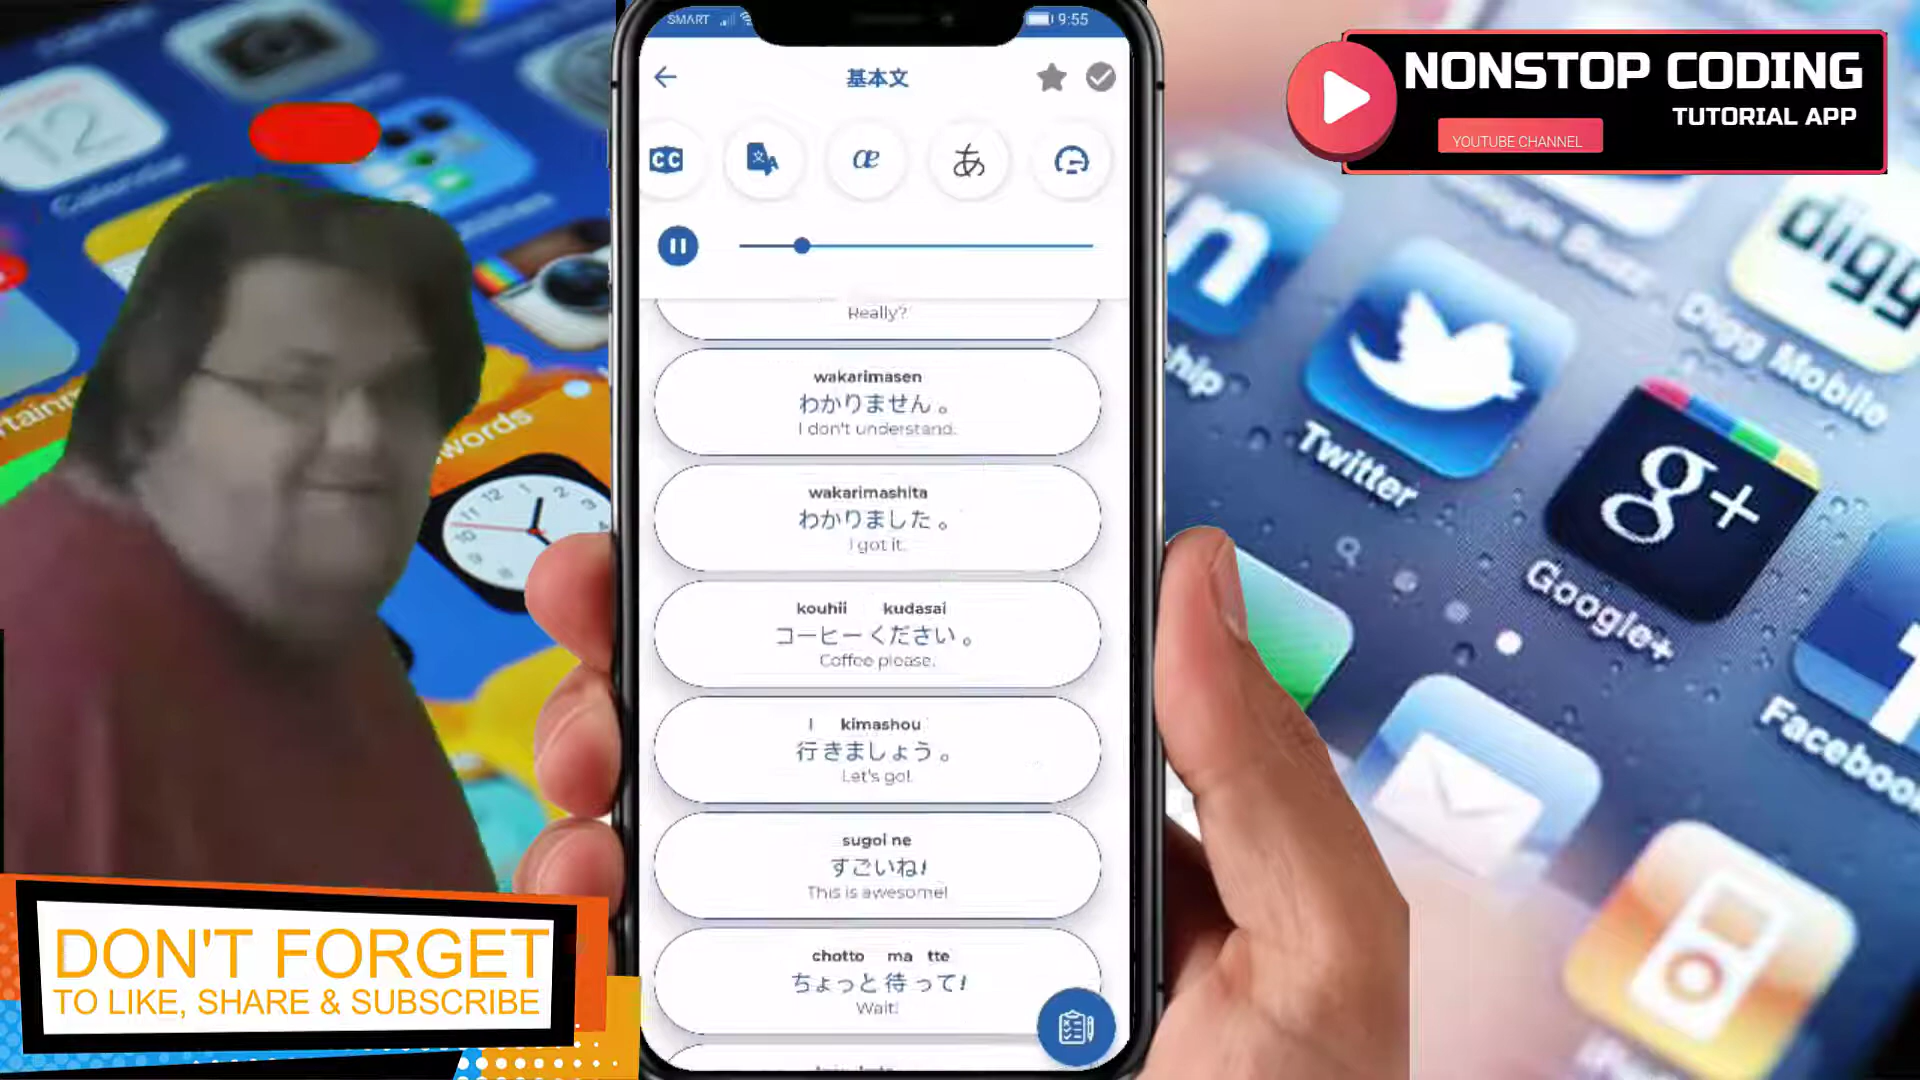 SMART
9:55
基本文
CC
æ
あ
Really?
wakarimasen
わかりません。
I don't understand.
wakarimashita
わかりました。
I got it.
kouhii kudasai
コーヒーください。
Coffee please.
I kimashou
行きましょう。
Let's go!
sugoi ne
すごいね!
This is awesome!
chotto ma tte
ちょっと待って!
Wait!
NONSTOP CODING
TUTORIAL APP
YOUTUBE CHANNEL
DON'T FORGET
TO LIKE, SHARE & SUBSCRIBE
12
Calendar
digg
Digg Mobile
Twitter
g+
Google+
Facebook